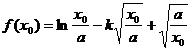 f(x₀) = ln x₀/a − k√(x₀/a) + √(a/x₀)